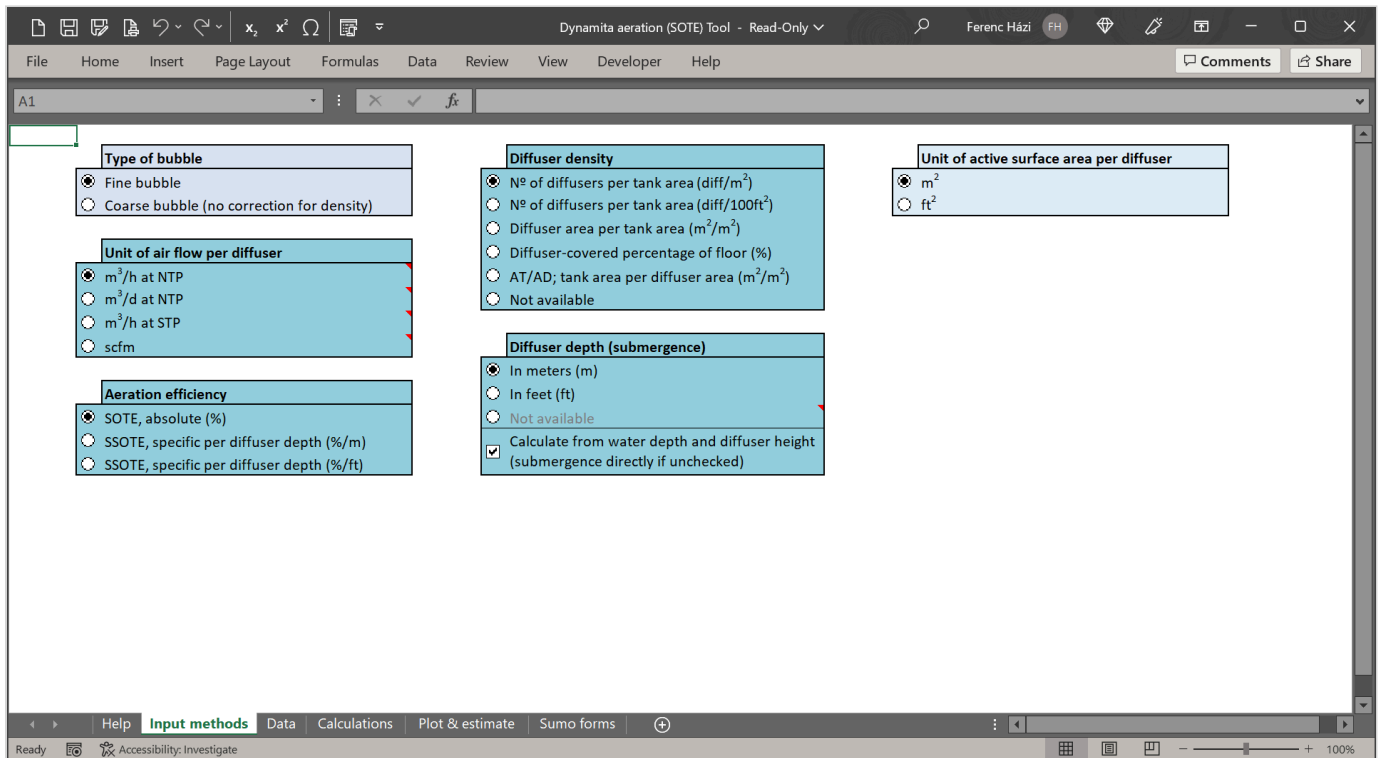 x₂ x² Ω
Dynamita aeration (SOTE) Tool - Read-Only
Ferenc Házi FH
File Home Insert Page Layout Formulas Data Review View Developer Help
Comments Share
A1
fx
Type of bubble
Fine bubble
Coarse bubble (no correction for density)
Unit of air flow per diffuser
m³/h at NTP
m³/d at NTP
m³/h at STP
scfm
Aeration efficiency
SOTE, absolute (%)
SSOTE, specific per diffuser depth (%/m)
SSOTE, specific per diffuser depth (%/ft)
Diffuser density
Nº of diffusers per tank area (diff/m²)
Nº of diffusers per tank area (diff/100ft²)
Diffuser area per tank area (m²/m²)
Diffuser-covered percentage of floor (%)
AT/AD; tank area per diffuser area (m²/m²)
Not available
Diffuser depth (submergence)
In meters (m)
In feet (ft)
Not available
Calculate from water depth and diffuser height
(submergence directly if unchecked)
Unit of active surface area per diffuser
m²
ft²
Help Input methods Data Calculations Plot & estimate Sumo forms
Ready Accessibility: Investigate
100%